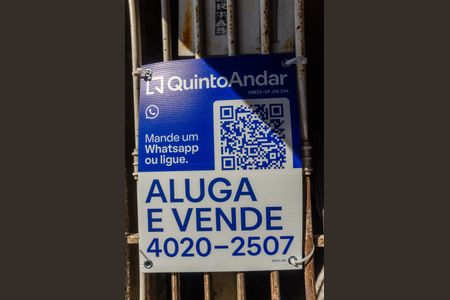 QuintoAndar
Mande um
Whatsapp
ou ligue.
ALUGA
E VENDE
4020-2507